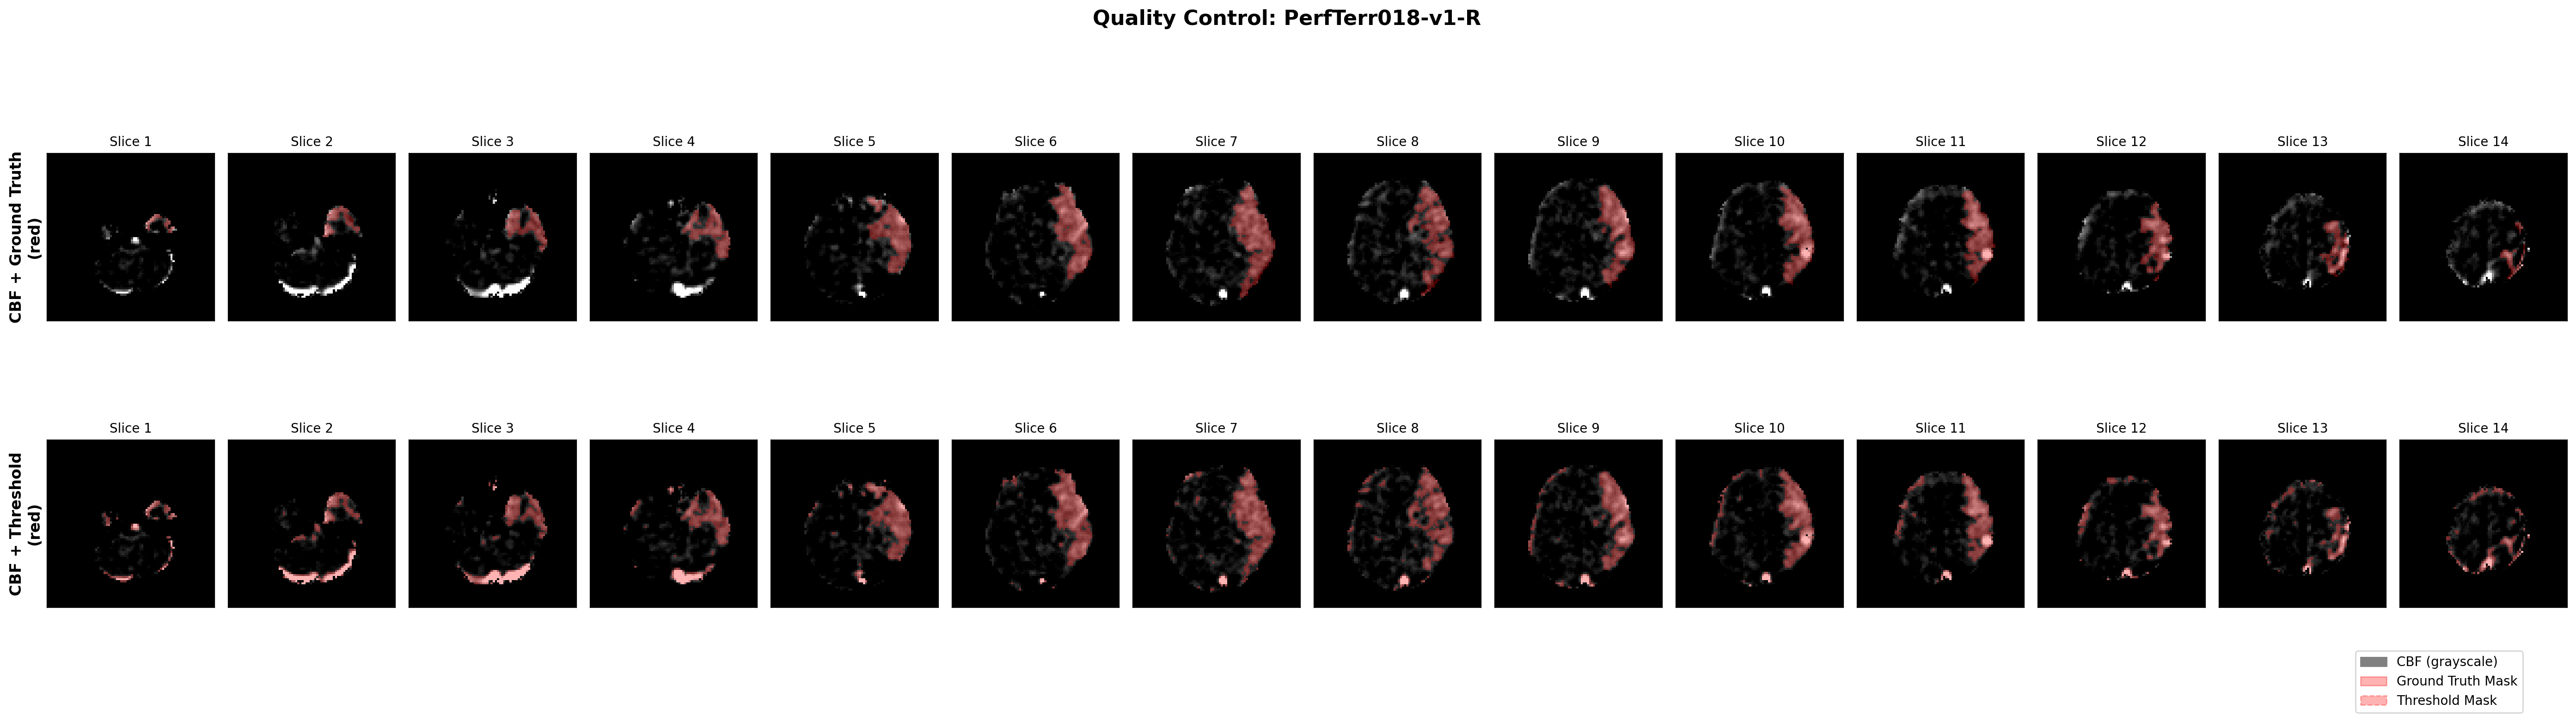 Quality Control: PerfTerr018-v1-R
CBF + Ground Truth
(red)
Slice 1
Slice 2
Slice 3
Slice 4
Slice 5
Slice 6
Slice 7
Slice 8
Slice 9
Slice 10
Slice 11
Slice 12
Slice 13
Slice 14
CBF + Threshold
(red)
Slice 1
Slice 2
Slice 3
Slice 4
Slice 5
Slice 6
Slice 7
Slice 8
Slice 9
Slice 10
Slice 11
Slice 12
Slice 13
Slice 14
CBF (grayscale)
Ground Truth Mask
Threshold Mask